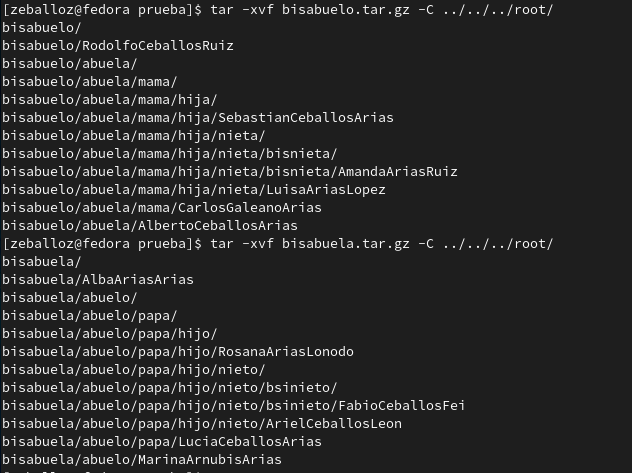 [zeballoz@fedora prueba]$ tar -xvf bisabuelo.tar.gz -C ../../../root/
bisabuelo/
bisabuelo/RodolfoCeballosRuiz
bisabuelo/abuela/
bisabuelo/abuela/mama/
bisabuelo/abuela/mama/hija/
bisabuelo/abuela/mama/hija/SebastianCeballosArias
bisabuelo/abuela/mama/hija/nieta/
bisabuelo/abuela/mama/hija/nieta/bisnieta/
bisabuelo/abuela/mama/hija/nieta/bisnieta/AmandaAriasRuiz
bisabuelo/abuela/mama/hija/nieta/LuisaAriasLopez
bisabuelo/abuela/mama/CarlosGaleanoArias
bisabuelo/abuela/AlbertoCeballosArias
[zeballoz@fedora prueba]$ tar -xvf bisabuela.tar.gz -C ../../../root/
bisabuela/
bisabuela/AlbaAriasArias
bisabuela/abuelo/
bisabuela/abuelo/papa/
bisabuela/abuelo/papa/hijo/
bisabuela/abuelo/papa/hijo/RosanaAriasLonodo
bisabuela/abuelo/papa/hijo/nieto/
bisabuela/abuelo/papa/hijo/nieto/bsinieto/
bisabuela/abuelo/papa/hijo/nieto/bsinieto/FabioCeballosFei
bisabuela/abuelo/papa/hijo/nieto/ArielCeballosLeon
bisabuela/abuelo/papa/LuciaCeballosArias
bisabuela/abuelo/MarinaArnubisArias